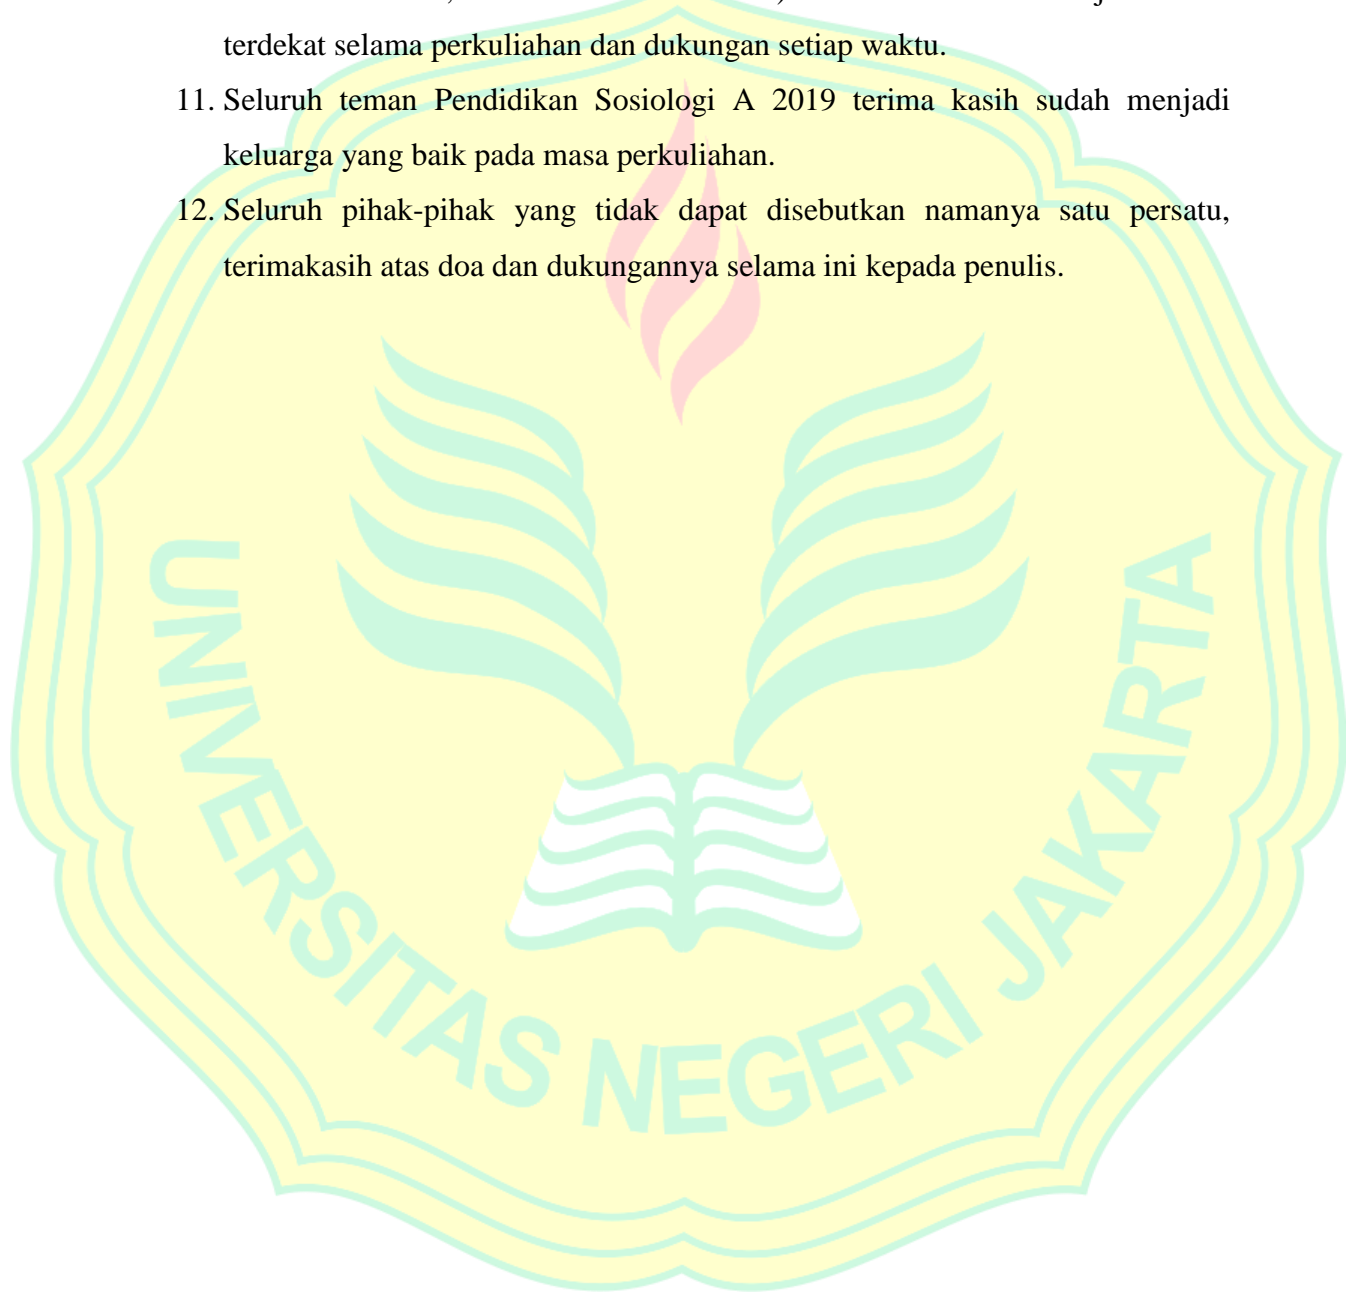 terdekat selama perkuliahan dan dukungan setiap waktu.
11. Seluruh teman Pendidikan Sosiologi A 2019 terima kasih sudah menjadi
keluarga yang baik pada masa perkuliahan.
12. Seluruh pihak-pihak yang tidak dapat disebutkan namanya satu persatu,
terimakasih atas doa dan dukungannya selama ini kepada penulis.
UNIVERSITAS NEGERI JAKARTA